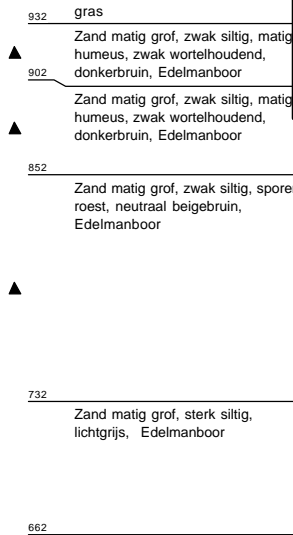 932 gras
Zand matig grof, zwak siltig, matig
humeus, zwak wortelhoudend,
902 donkerbruin, Edelmanboor
Zand matig grof, zwak siltig, matig
humeus, zwak wortelhoudend,
donkerbruin, Edelmanboor
852
Zand matig grof, zwak siltig, sporen
roest, neutraal beigebruin,
Edelmanboor
732
Zand matig grof, sterk siltig,
lichtgrijs, Edelmanboor
662